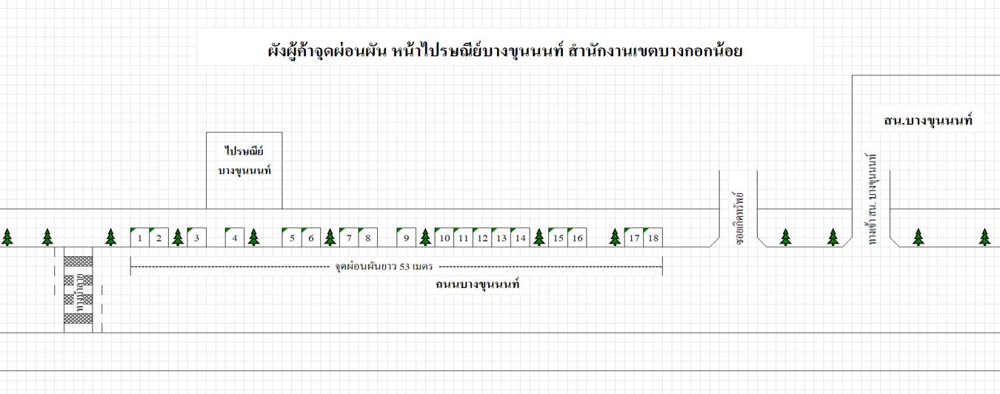 ผังผู้ค้าจุดผ่อนผัน หน้าไปรษณีย์บางขุนนนท์ สำนักงานเขตบางกอกน้อย
สน.บางขุนนนท์
ไปรษณีย์
บางขุนนนท์
ทางเข้า สน. บางขุนนนท์
ซอยเกิดทรัพย์
1 2 3 4 5 6 7 8 9 10 11 12 13 14 15 16 17 18
จุดผ่อนผันยาว 53 เมตร
ถนนบางขุนนนท์
ทางม้าลาย